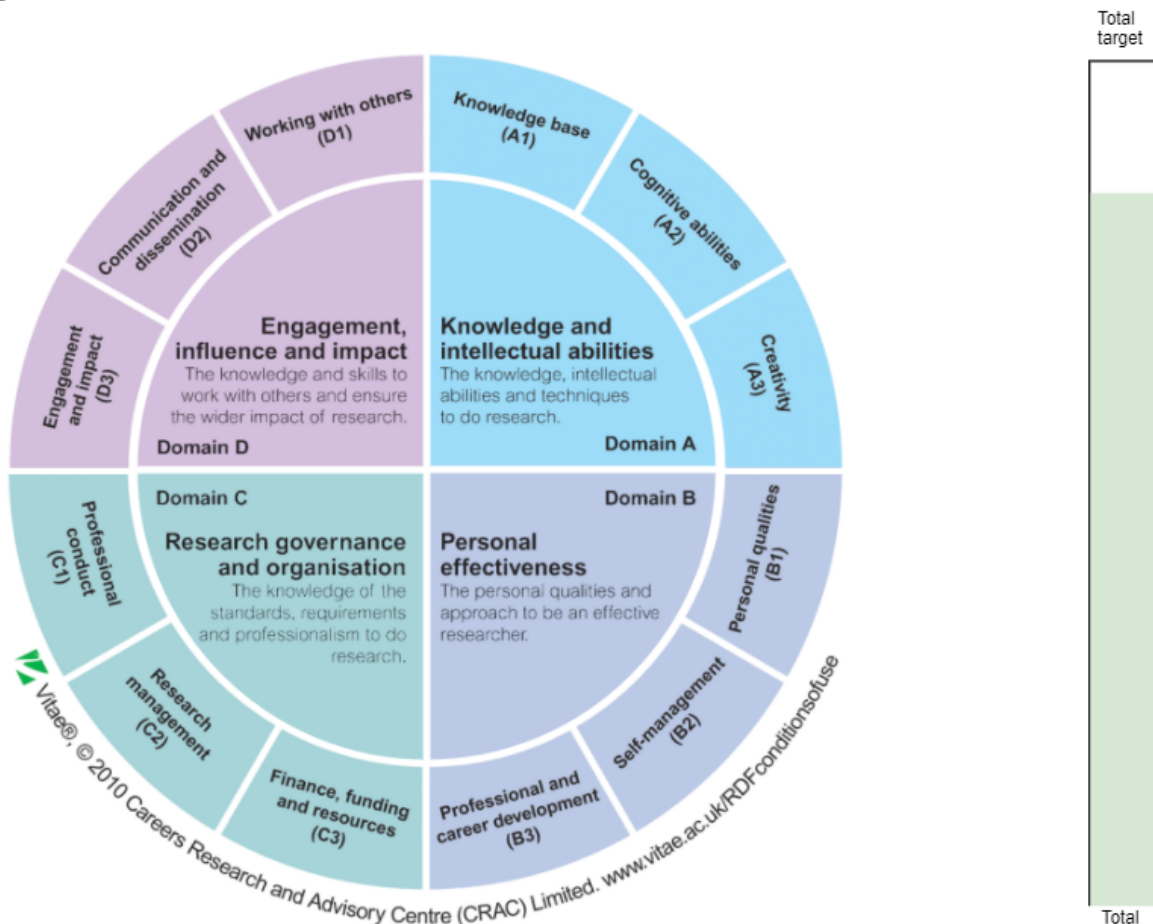 Total
target
Working with others
(D1)
Knowledge base
(A1)
Communication and
dissemination
(D2)
Cognitive abilities
(A2)
Engagement
and impact
(D3)
Creativity
(A3)
Engagement,
influence and impact
The knowledge and skills to
work with others and ensure
the wider impact of research.
Domain D
Knowledge and
intellectual abilities
The knowledge, intellectual
abilities and techniques
to do research.
Domain A
Domain C
Research governance
and organisation
The knowledge of the
standards, requirements
and professionalism to do
research.
Domain B
Personal
effectiveness
The personal qualities and
approach to be an effective
researcher.
Professional
conduct
(C1)
Personal qualities
(B1)
Research
management
(C2)
Self-management
(B2)
Finance, funding
and resources
(C3)
Professional and
career development
(B3)
Vitae®, © 2010 Careers Research and Advisory Centre (CRAC) Limited. www.vitae.ac.uk/RDFconditionsofuse
Total